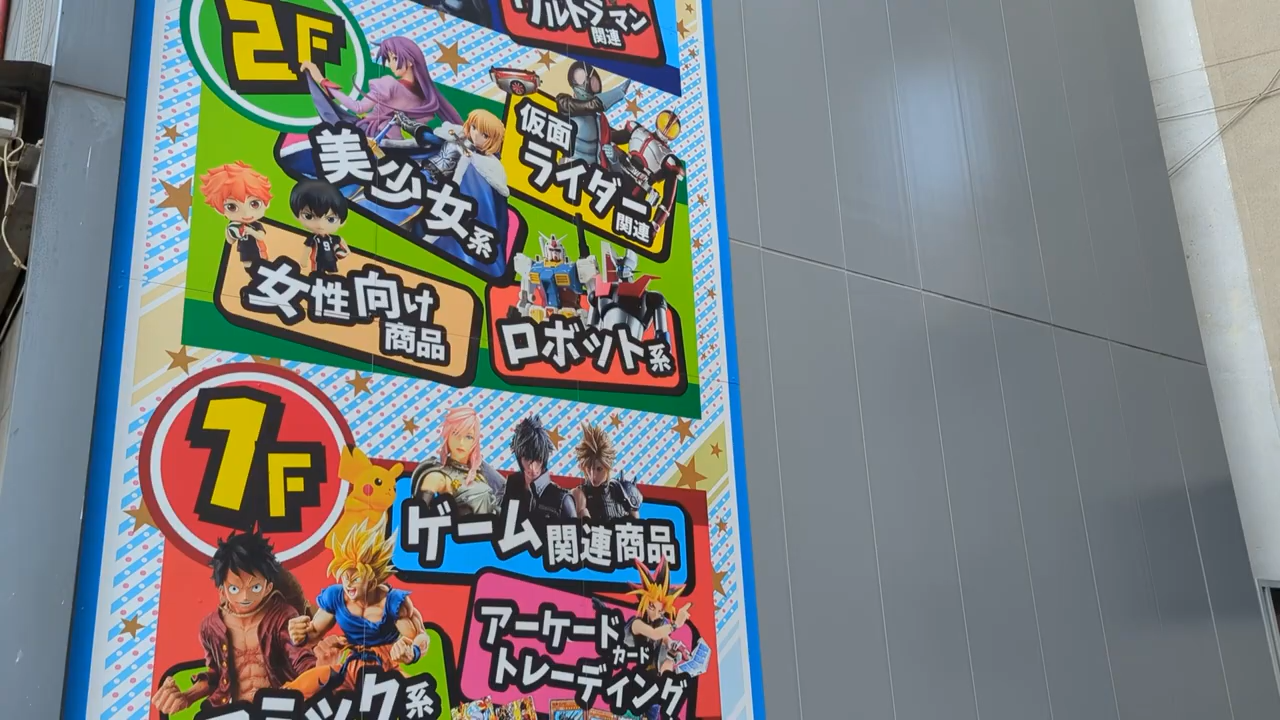 ウルトラマン
関連
2F
美少女系
仮面
ライダー
関連
9
女性向け
商品
ロボット系
1F
ゲーム関連商品
アーケード
カード
トレーディング
コミック系